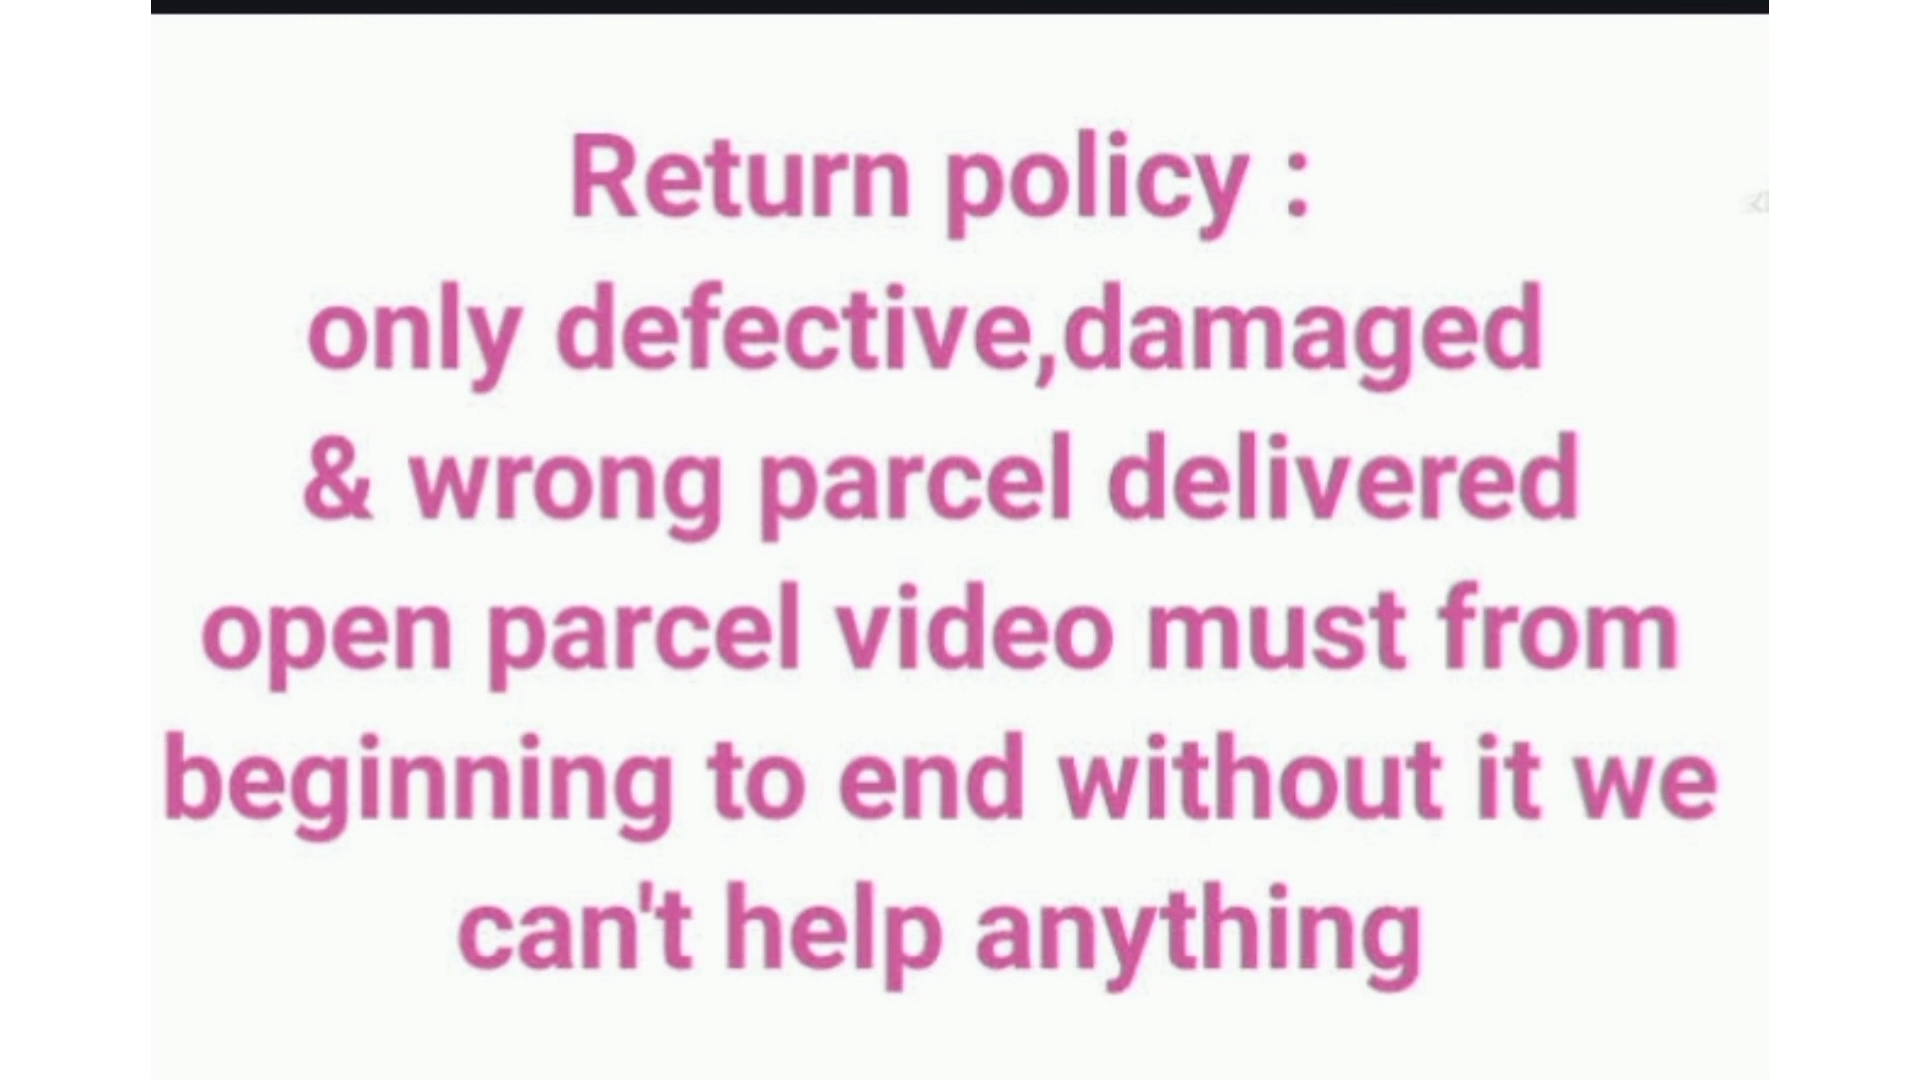 Return policy :
only defective,damaged
& wrong parcel delivered
open parcel video must from
beginning to end without it we
can't help anything